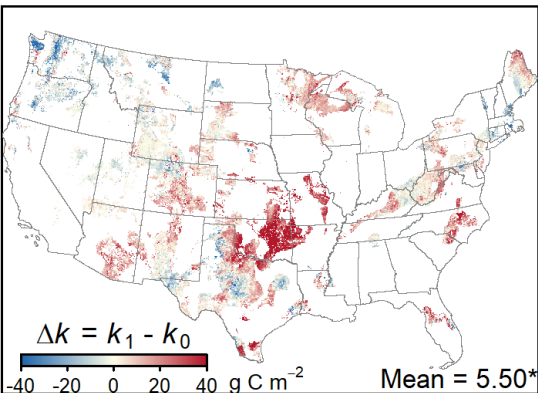 Δk = k₁ - k₀
-40 -20 0 20 40 g C m⁻²
Mean = 5.50*